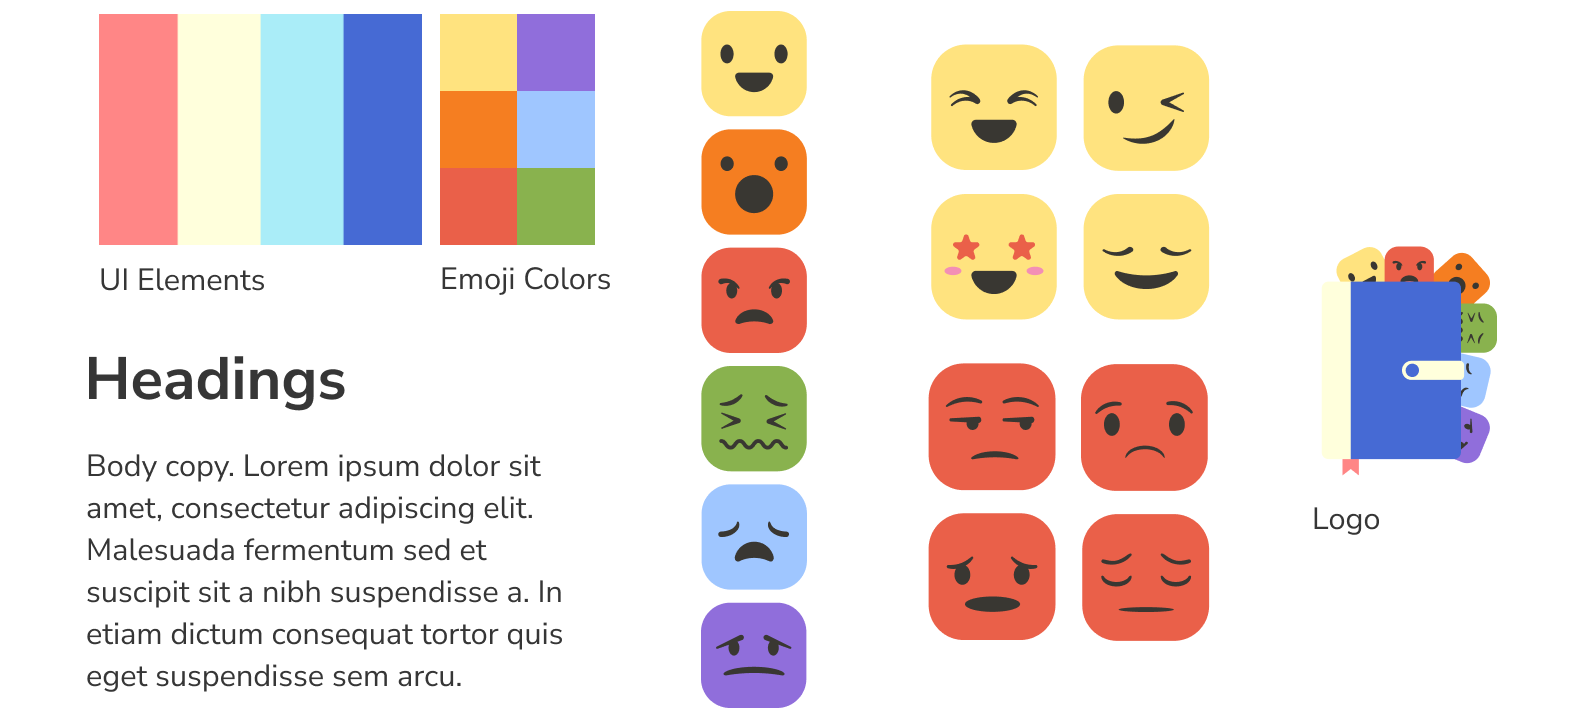 UI Elements
Emoji Colors
Headings
Body copy. Lorem ipsum dolor sit
amet, consectetur adipiscing elit.
Malesuada fermentum sed et
suscipit sit a nibh suspendisse a. In
etiam dictum consequat tortor quis
eget suspendisse sem arcu.
Logo